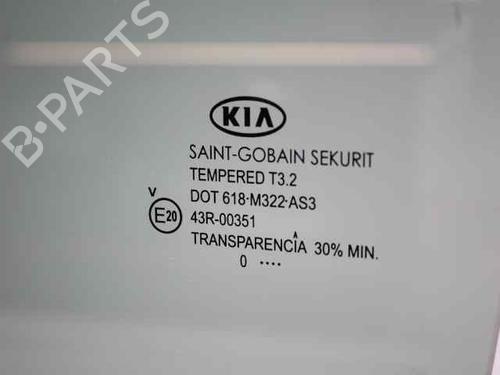 B-PARTS
KIA
SAINT-GOBAIN SEKURIT
TEMPERED T3.2
DOT 618-M322-AS3
V
E20 43R-00351
A
TRANSPARENCIA 30% MIN.
0 ....